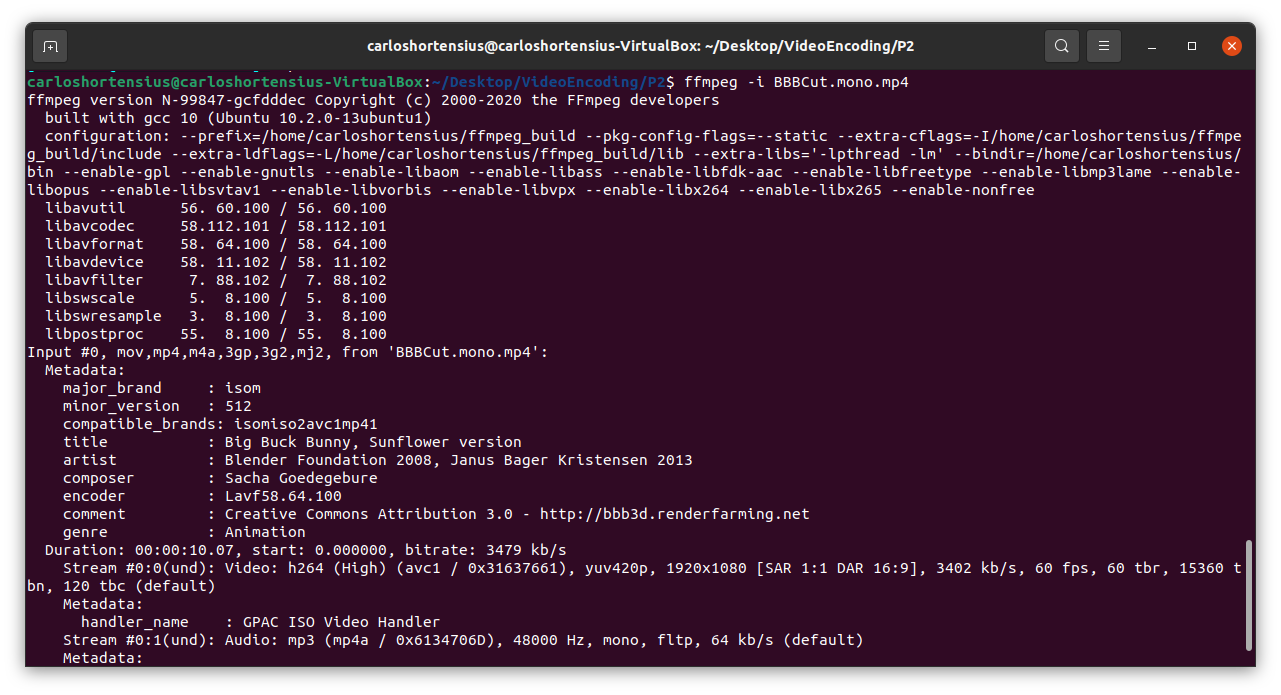 carloshortensius@carloshortensius-VirtualBox: ~/Desktop/VideoEncoding/P2
carloshortensius@carloshortensius-VirtualBox:~/Desktop/VideoEncoding/P2$ ffmpeg -i BBBCut.mono.mp4
ffmpeg version N-99847-gcfdddec Copyright (c) 2000-2020 the FFmpeg developers
  built with gcc 10 (Ubuntu 10.2.0-13ubuntu1)
  configuration: --prefix=/home/carloshortensius/ffmpeg_build --pkg-config-flags=--static --extra-cflags=-I/home/carloshortensius/ffmpe
g_build/include --extra-ldflags=-L/home/carloshortensius/ffmpeg_build/lib --extra-libs='-lpthread -lm' --bindir=/home/carloshortensius/
bin --enable-gpl --enable-gnutls --enable-libaom --enable-libass --enable-libfdk-aac --enable-libfreetype --enable-libmp3lame --enable-
libopus --enable-libsvtav1 --enable-libvorbis --enable-libvpx --enable-libx264 --enable-libx265 --enable-nonfree
  libavutil      56. 60.100 / 56. 60.100
  libavcodec     58.112.101 / 58.112.101
  libavformat    58. 64.100 / 58. 64.100
  libavdevice    58. 11.102 / 58. 11.102
  libavfilter     7. 88.102 /  7. 88.102
  libswscale      5.  8.100 /  5.  8.100
  libswresample   3.  8.100 /  3.  8.100
  libpostproc    55.  8.100 / 55.  8.100
Input #0, mov,mp4,m4a,3gp,3g2,mj2, from 'BBBCut.mono.mp4':
  Metadata:
    major_brand     : isom
    minor_version   : 512
    compatible_brands: isomiso2avc1mp41
    title           : Big Buck Bunny, Sunflower version
    artist          : Blender Foundation 2008, Janus Bager Kristensen 2013
    composer        : Sacha Goedegebure
    encoder         : Lavf58.64.100
    comment         : Creative Commons Attribution 3.0 - http://bbb3d.renderfarming.net
    genre           : Animation
  Duration: 00:00:10.07, start: 0.000000, bitrate: 3479 kb/s
    Stream #0:0(und): Video: h264 (High) (avc1 / 0x31637661), yuv420p, 1920x1080 [SAR 1:1 DAR 16:9], 3402 kb/s, 60 fps, 60 tbr, 15360 t
bn, 120 tbc (default)
    Metadata:
      handler_name    : GPAC ISO Video Handler
    Stream #0:1(und): Audio: mp3 (mp4a / 0x6134706D), 48000 Hz, mono, fltp, 64 kb/s (default)
    Metadata: